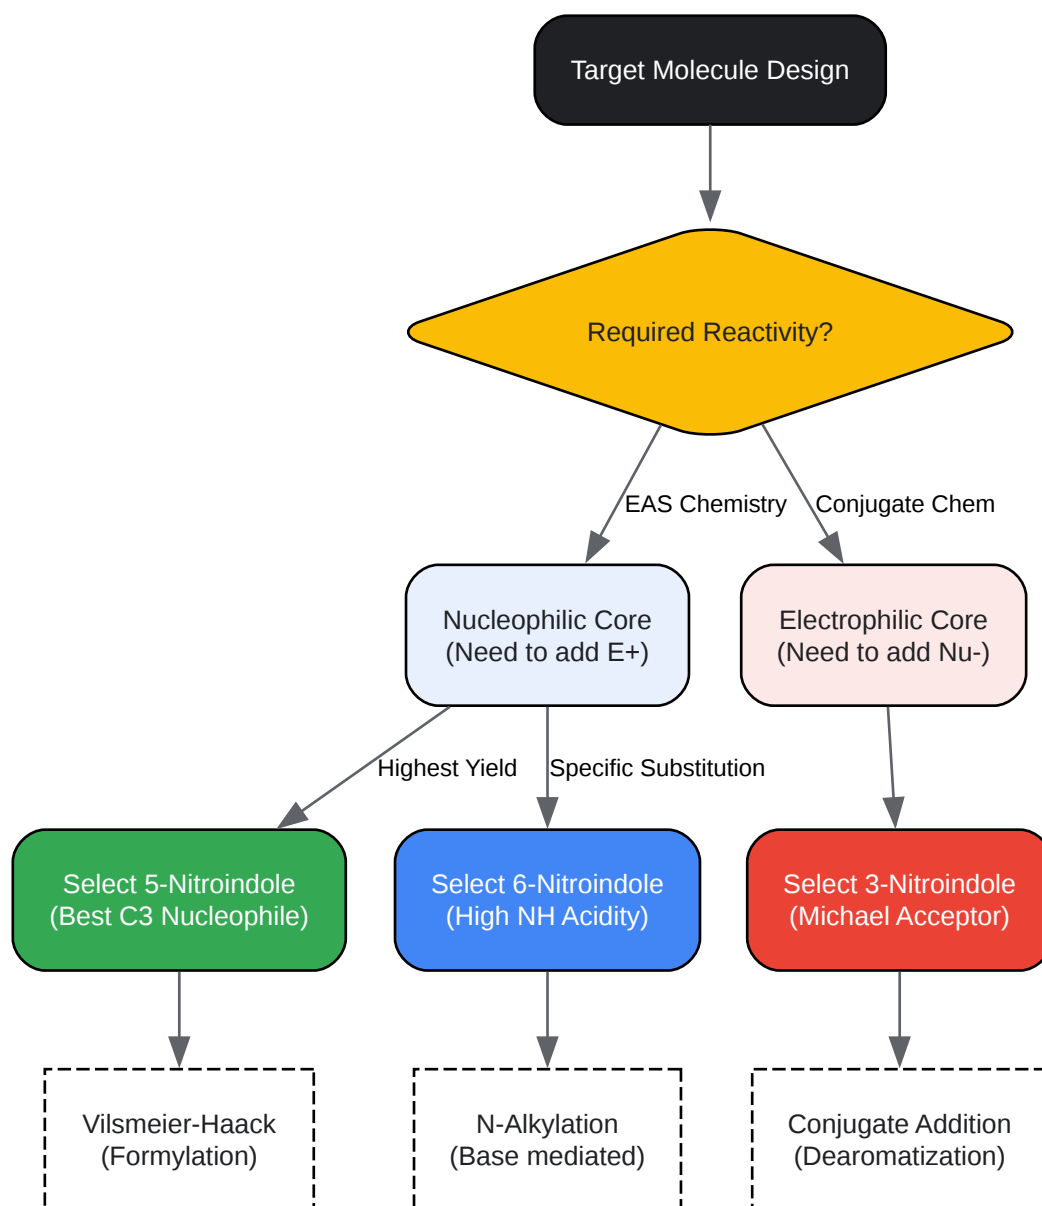 Target Molecule Design
Required Reactivity?
EAS Chemistry
Conjugate Chem
Nucleophilic Core
(Need to add E+)
Electrophilic Core
(Need to add Nu-)
Highest Yield
Specific Substitution
Select 5-Nitroindole
(Best C3 Nucleophile)
Select 6-Nitroindole
(High NH Acidity)
Select 3-Nitroindole
(Michael Acceptor)
Vilsmeier-Haack
(Formylation)
N-Alkylation
(Base mediated)
Conjugate Addition
(Dearomatization)